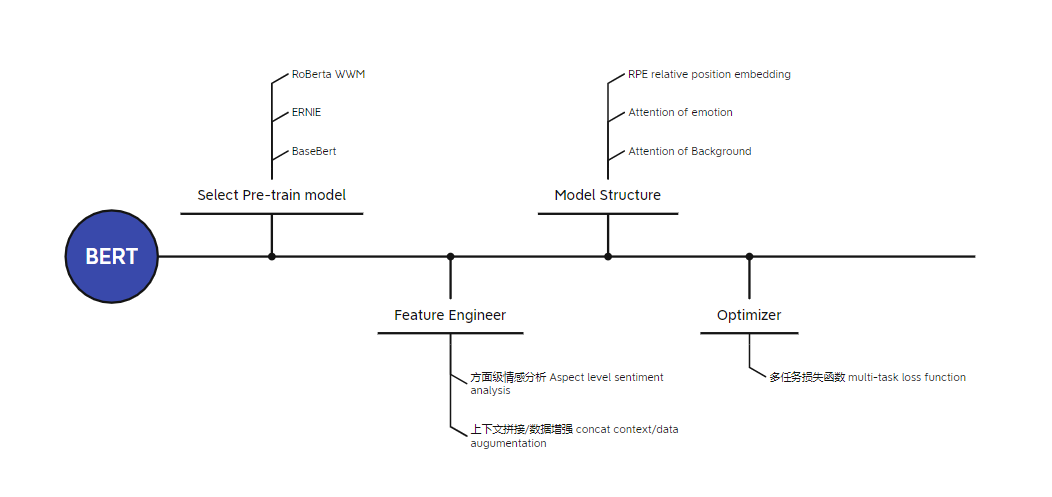 RoBerta WWM
ERNIE
BaseBert
Select Pre-train model
RPE relative position embedding
Attention of emotion
Attention of Background
Model Structure
BERT
Feature Engineer
方面级情感分析 Aspect level sentiment
analysis
上下文拼接/数据增强 concat context/data
augumentation
Optimizer
多任务损失函数 multi-task loss function